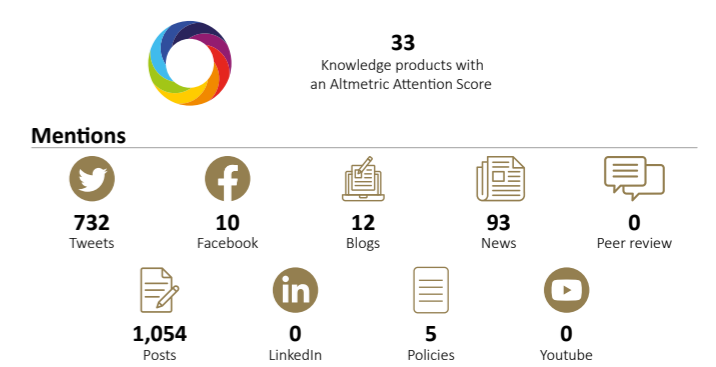 33
Knowledge products with
an Altmetric Attention Score
Mentions
732
Tweets
10
Facebook
12
Blogs
93
News
0
Peer review
1,054
Posts
0
LinkedIn
5
Policies
0
Youtube